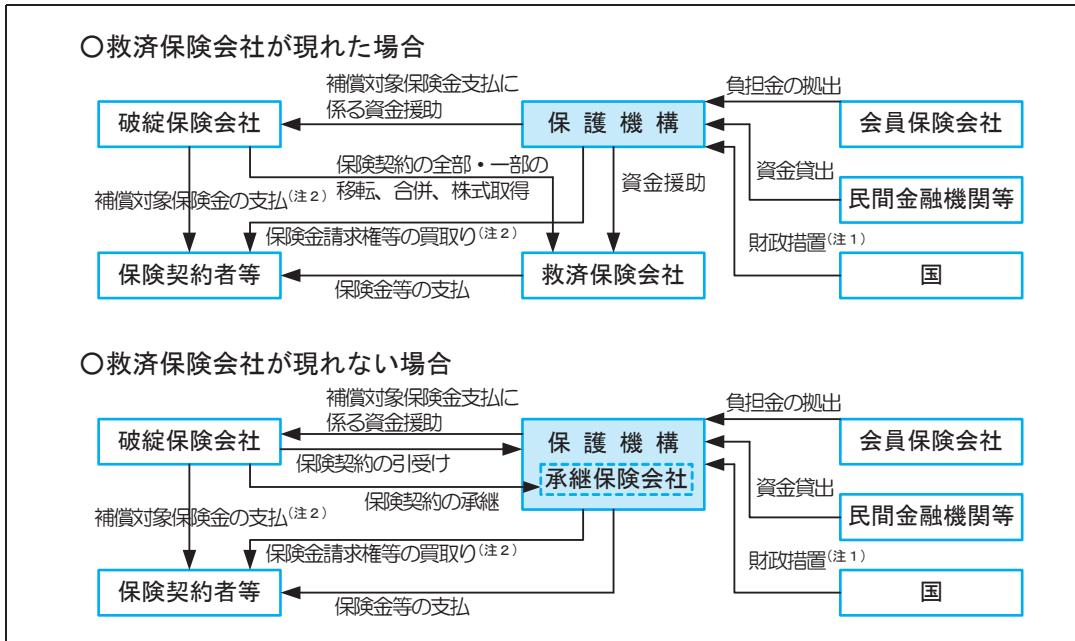 〇救済保険会社が現れた場合
補償対象保険金支払に
係る資金援助
負担金の拠出
破綻保険会社
保護機構
会員保険会社
保険契約の全部・一部の
移転、合併、株式取得
資金援助
資金貸出
補償対象保険金の支払(注2)
民間金融機関等
保険金請求権等の買取り(注2)
財政措置(注1)
保険契約者等
救済保険会社
国
保険金等の支払
〇救済保険会社が現れない場合
補償対象保険金支払に
係る資金援助
負担金の拠出
破綻保険会社
保護機構
会員保険会社
保険契約の引受け
承継保険会社
資金貸出
保険契約の承継
補償対象保険金の支払(注2)
民間金融機関等
保険金請求権等の買取り(注2)
財政措置(注1)
保険契約者等
国
保険金等の支払